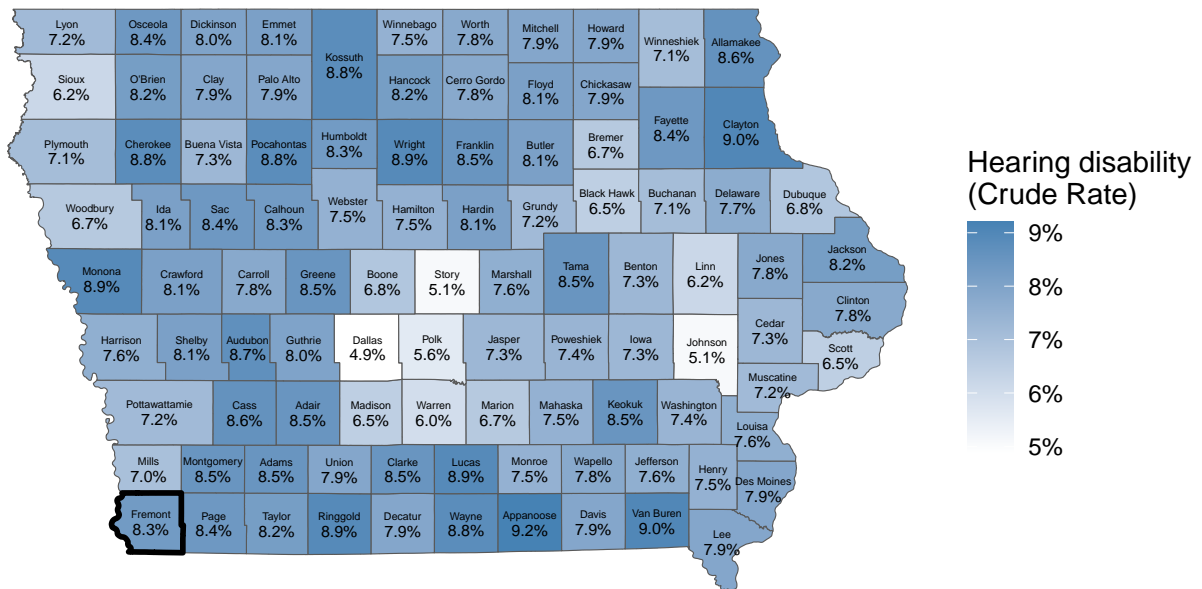 Lyon
7.2%
Osceola
8.4%
Dickinson
8.0%
Emmet
8.1%
Kossuth
8.8%
Winnebago
7.5%
Worth
7.8%
Mitchell
7.9%
Howard
7.9%
Winneshiek
7.1%
Allamakee
8.6%
Sioux
6.2%
O'Brien
8.2%
Clay
7.9%
Palo Alto
7.9%
Hancock
8.2%
Cerro Gordo
7.8%
Floyd
8.1%
Chickasaw
7.9%
Fayette
8.4%
Clayton
9.0%
Plymouth
7.1%
Cherokee
8.8%
Buena Vista
7.3%
Pocahontas
8.8%
Humboldt
8.3%
Wright
8.9%
Franklin
8.5%
Butler
8.1%
Bremer
6.7%
Woodbury
6.7%
Ida
8.1%
Sac
8.4%
Calhoun
8.3%
Webster
7.5%
Hamilton
7.5%
Hardin
8.1%
Grundy
7.2%
Black Hawk
6.5%
Buchanan
7.1%
Delaware
7.7%
Dubuque
6.8%
Monona
8.9%
Crawford
8.1%
Carroll
7.8%
Greene
8.5%
Boone
6.8%
Story
5.1%
Marshall
7.6%
Tama
8.5%
Benton
7.3%
Linn
6.2%
Jones
7.8%
Jackson
8.2%
Clinton
7.8%
Harrison
7.6%
Shelby
8.1%
Audubon
8.7%
Guthrie
8.0%
Dallas
4.9%
Polk
5.6%
Jasper
7.3%
Poweshiek
7.4%
Iowa
7.3%
Johnson
5.1%
Cedar
7.3%
Scott
6.5%
Muscatine
7.2%
Pottawattamie
7.2%
Cass
8.6%
Adair
8.5%
Madison
6.5%
Warren
6.0%
Marion
6.7%
Mahaska
7.5%
Keokuk
8.5%
Washington
7.4%
Louisa
7.6%
Mills
7.0%
Montgomery
8.5%
Adams
8.5%
Union
7.9%
Clarke
8.5%
Lucas
8.9%
Monroe
7.5%
Wapello
7.8%
Jefferson
7.6%
Henry
7.5%
Des Moines
7.9%
Fremont
8.3%
Page
8.4%
Taylor
8.2%
Ringgold
8.9%
Decatur
7.9%
Wayne
8.8%
Appanoose
9.2%
Davis
7.9%
Van Buren
9.0%
Lee
7.9%
Hearing disability
(Crude Rate)
9%
8%
7%
6%
5%